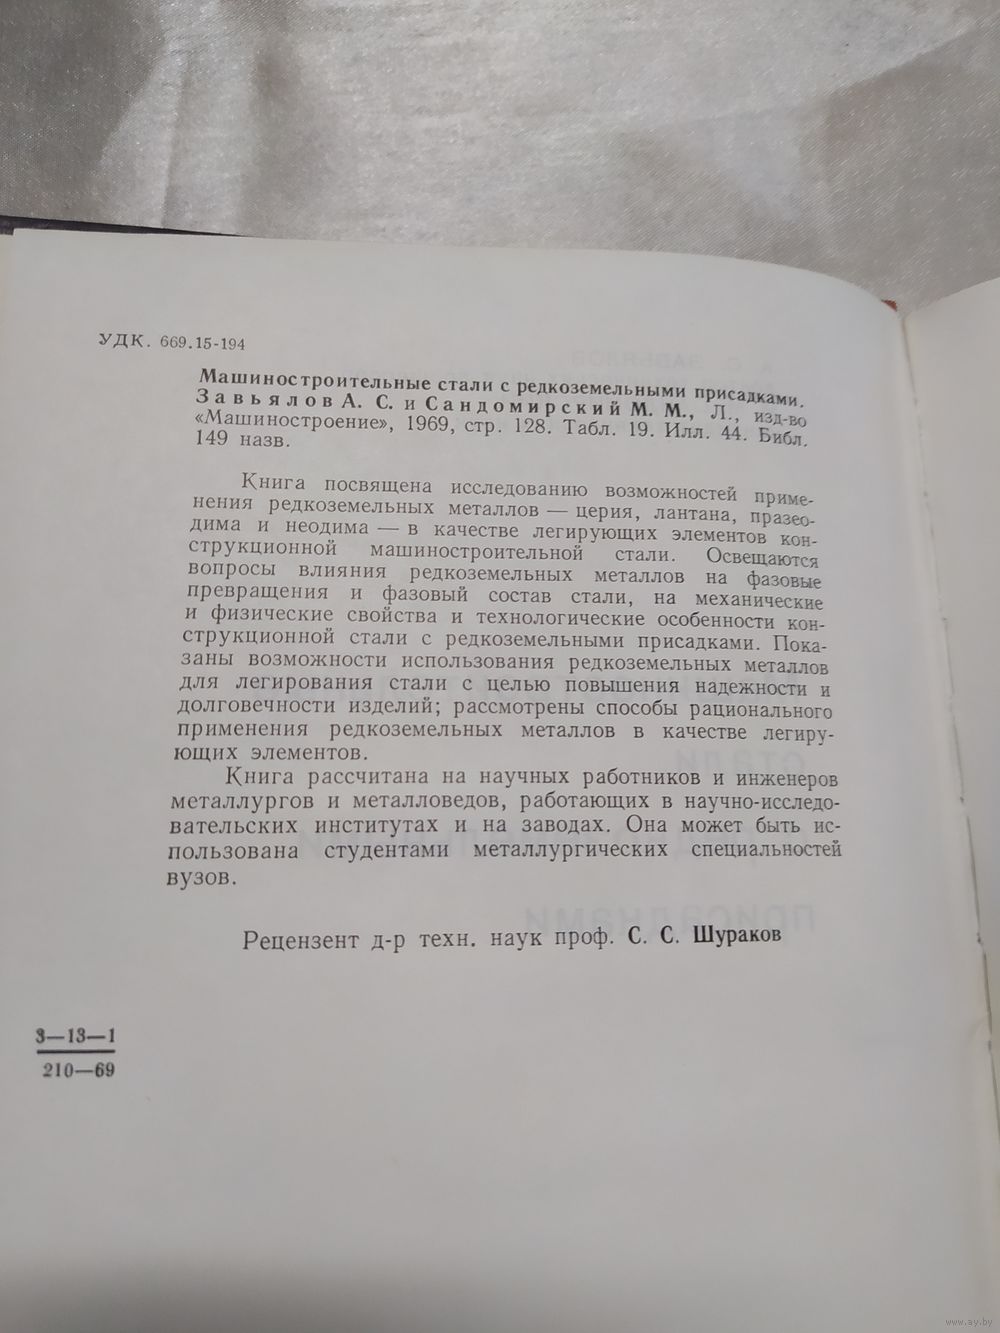 УДК. 669.15-194
Машиностроительные стали с редкоземельными присадками.
Завьялов А. С. и Сандомирский М. М., Л., изд-во
«Машиностроение», 1969, стр. 128. Табл. 19. Илл. 44. Библ.
149 назв.
Книга посвящена исследованию возможностей приме-
нения редкоземельных металлов — церия, лантана, празео-
дима и неодима — в качестве легирующих элементов кон-
струкционной машиностроительной стали. Освещаются
вопросы влияния редкоземельных металлов на фазовые
превращения и фазовый состав стали, на механические
и физические свойства и технологические особенности кон-
струкционной стали с редкоземельными присадками. Пока-
заны возможности использования редкоземельных металлов
для легирования стали с целью повышения надежности и
долговечности изделий; рассмотрены способы рационального
применения редкоземельных металлов в качестве легиру-
ющих элементов.
Книга рассчитана на научных работников и инженеров
металлургов и металловедов, работающих в научно-исследо-
вательских институтах и на заводах. Она может быть ис-
пользована студентами металлургических специальностей
вузов.
Рецензент д-р техн. наук проф. С. С. Шураков
3—13—1
210—69
www.ay.by